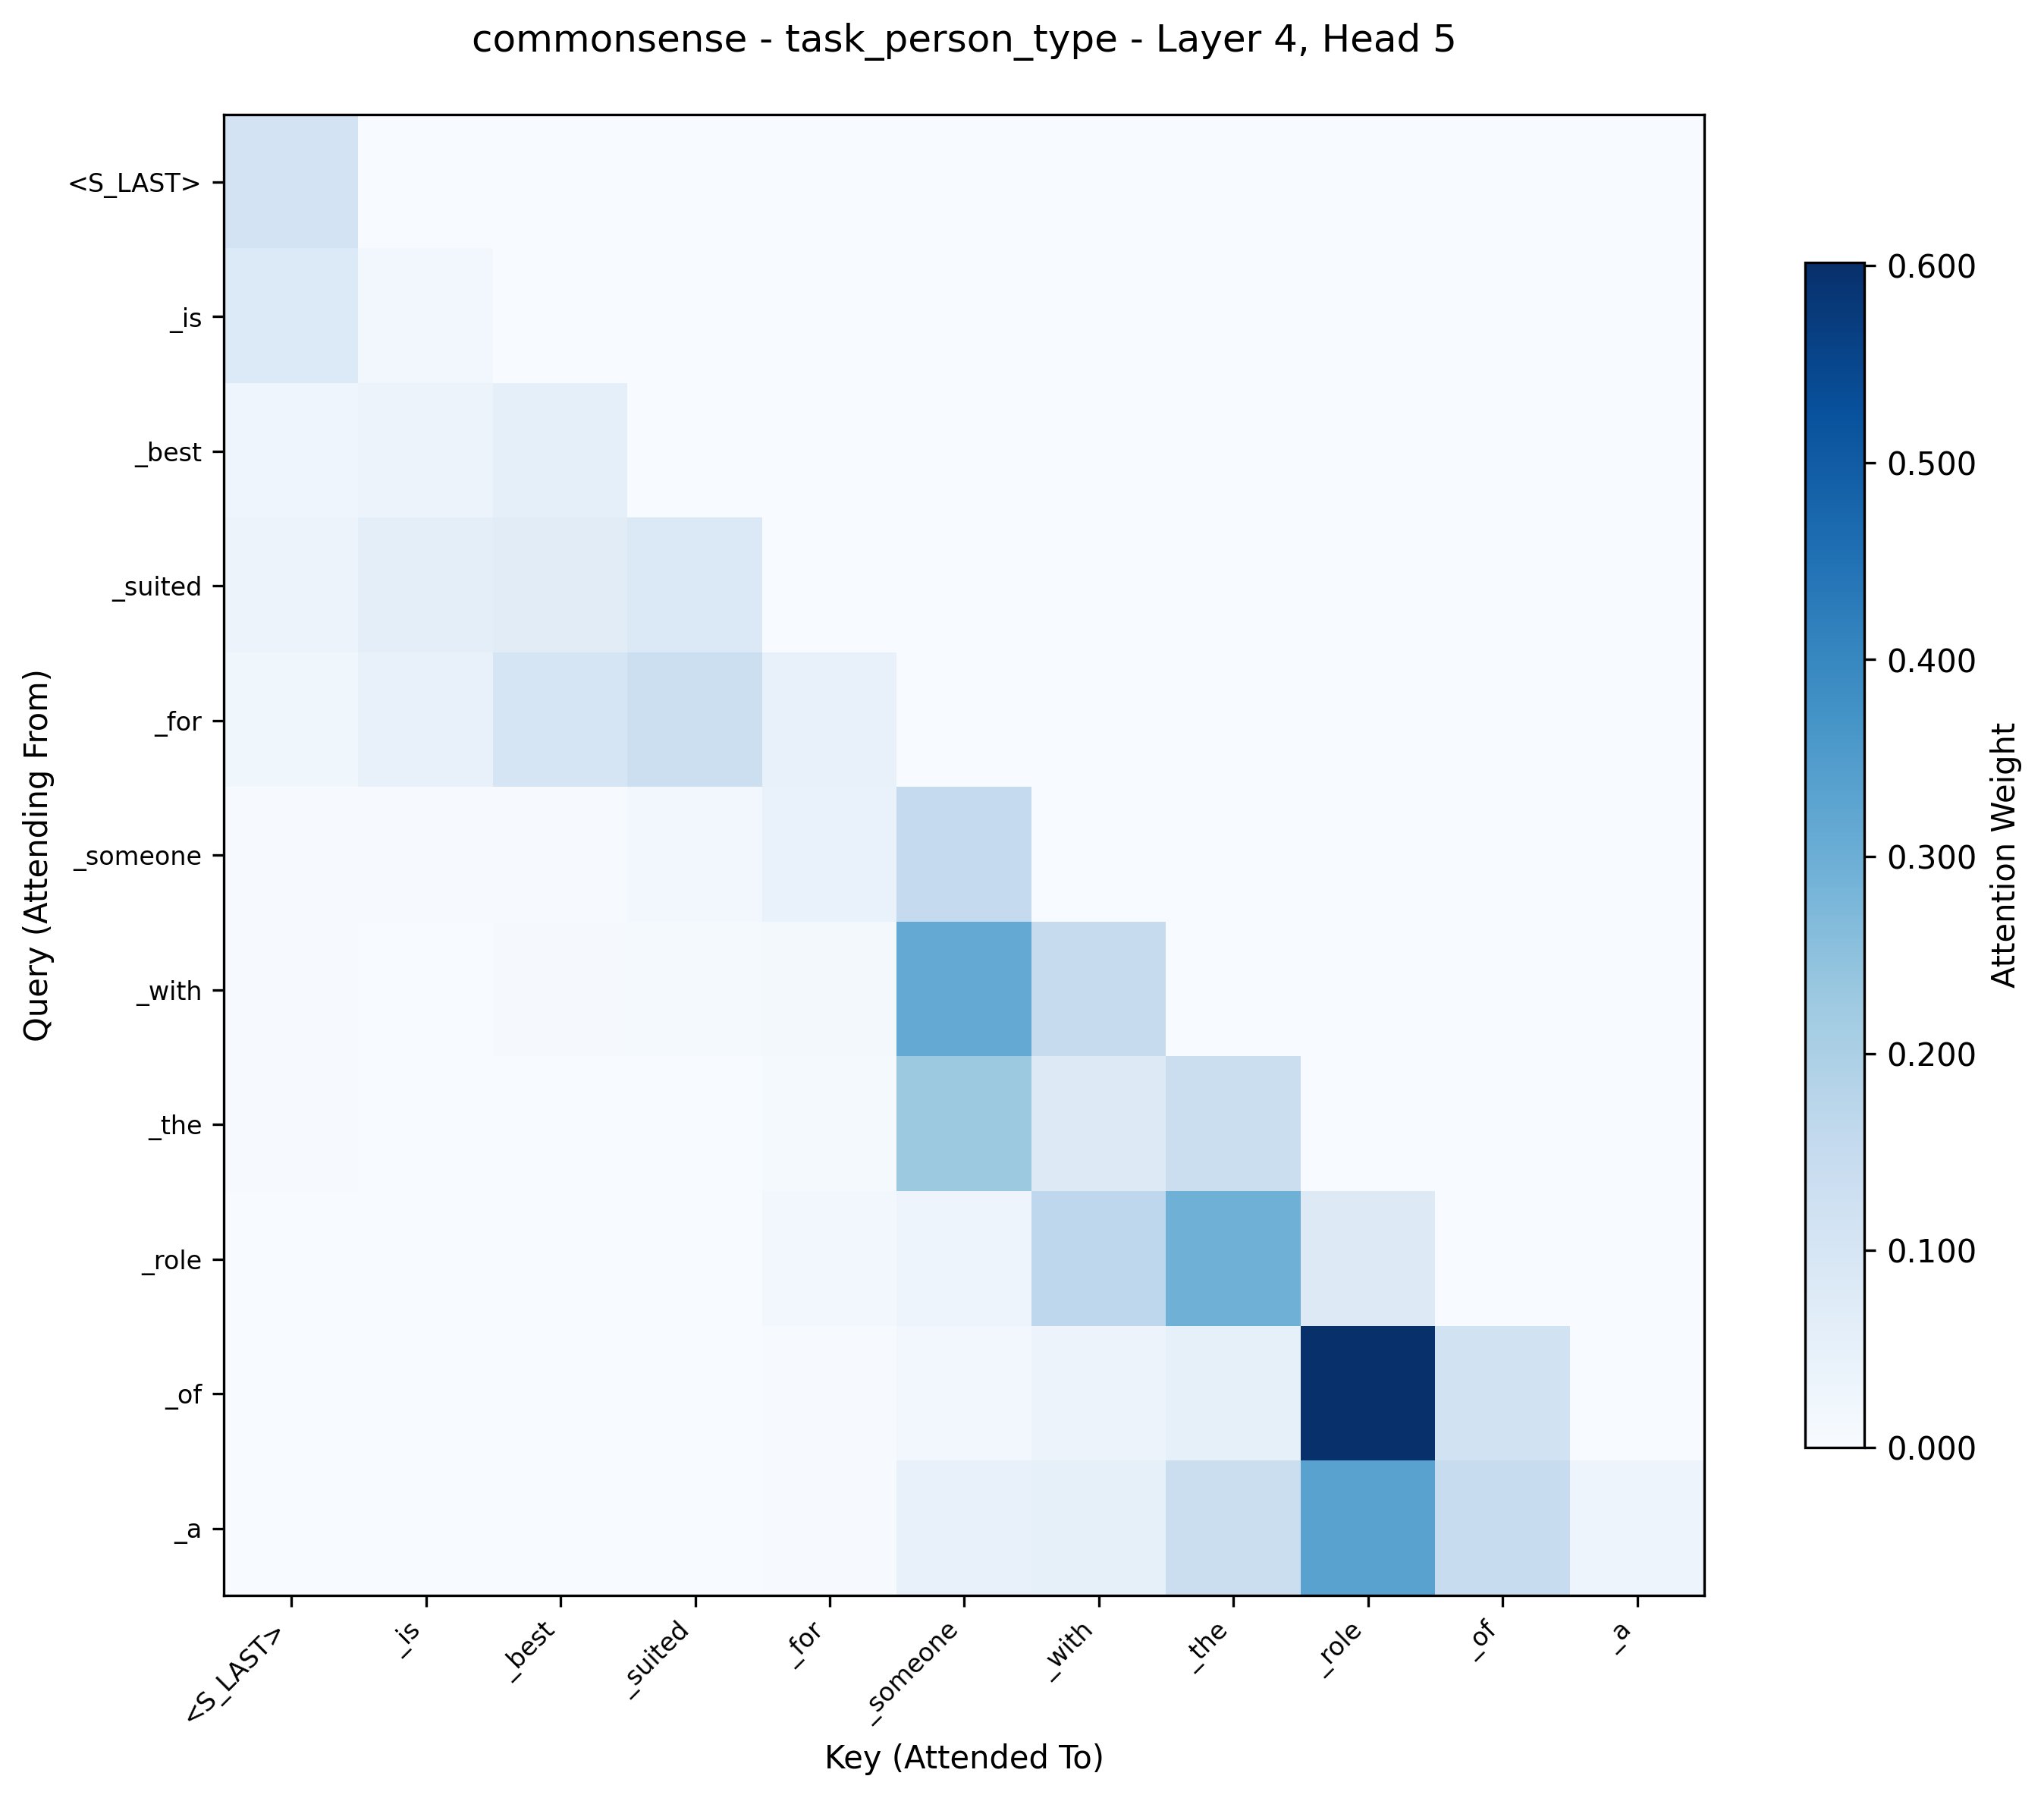 commonsense - task_person_type - Layer 4, Head 5
<S_LAST>
_is
_best
_suited
_for
_someone
_with
_the
_role
_of
_a
Query (Attending From)
<S_LAST>
_is
_best
_suited
_for
_someone
_with
_the
_role
_of
_a
Key (Attended To)
0.600
0.500
0.400
0.300
0.200
0.100
0.000
Attention Weight